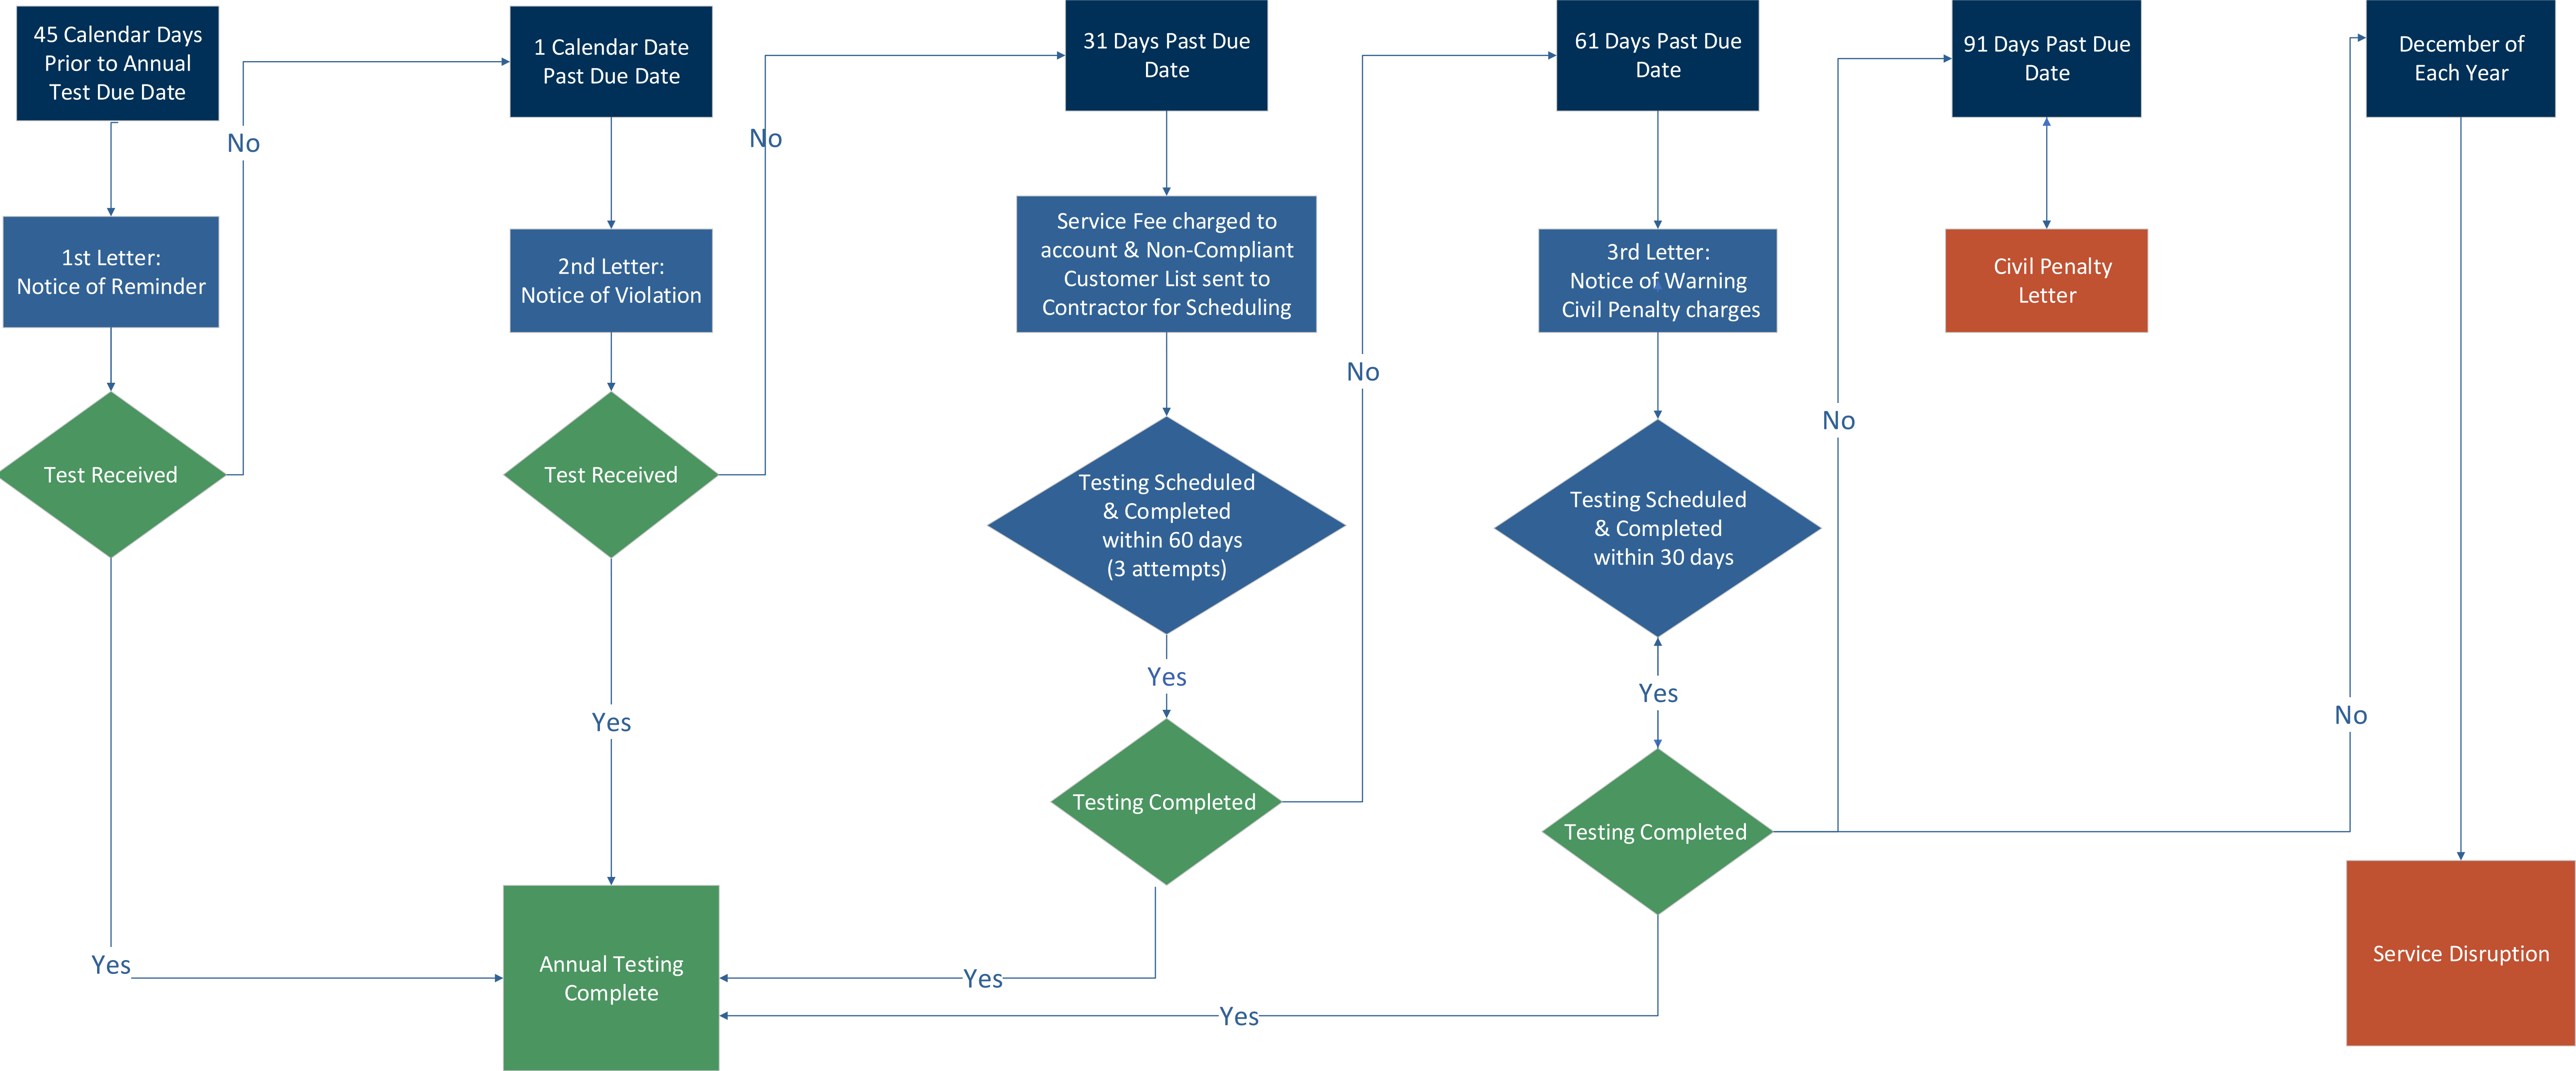 45 Calendar Days
Prior to Annual
Test Due Date
1st Letter:
Notice of Reminder
Test Received
No
Yes
1 Calendar Date
Past Due Date
2nd Letter:
Notice of Violation
Test Received
No
Yes
Annual Testing
Complete
31 Days Past Due
Date
Service Fee charged to
account & Non-Compliant
Customer List sent to
Contractor for Scheduling
Testing Scheduled
& Completed
within 60 days
(3 attempts)
Yes
Testing Completed
No
Yes
61 Days Past Due
Date
3rd Letter:
Notice of Warning
Civil Penalty charges
Testing Scheduled
& Completed
within 30 days
Yes
Testing Completed
No
Yes
91 Days Past Due
Date
Civil Penalty
Letter
No
December of
Each Year
Service Disruption